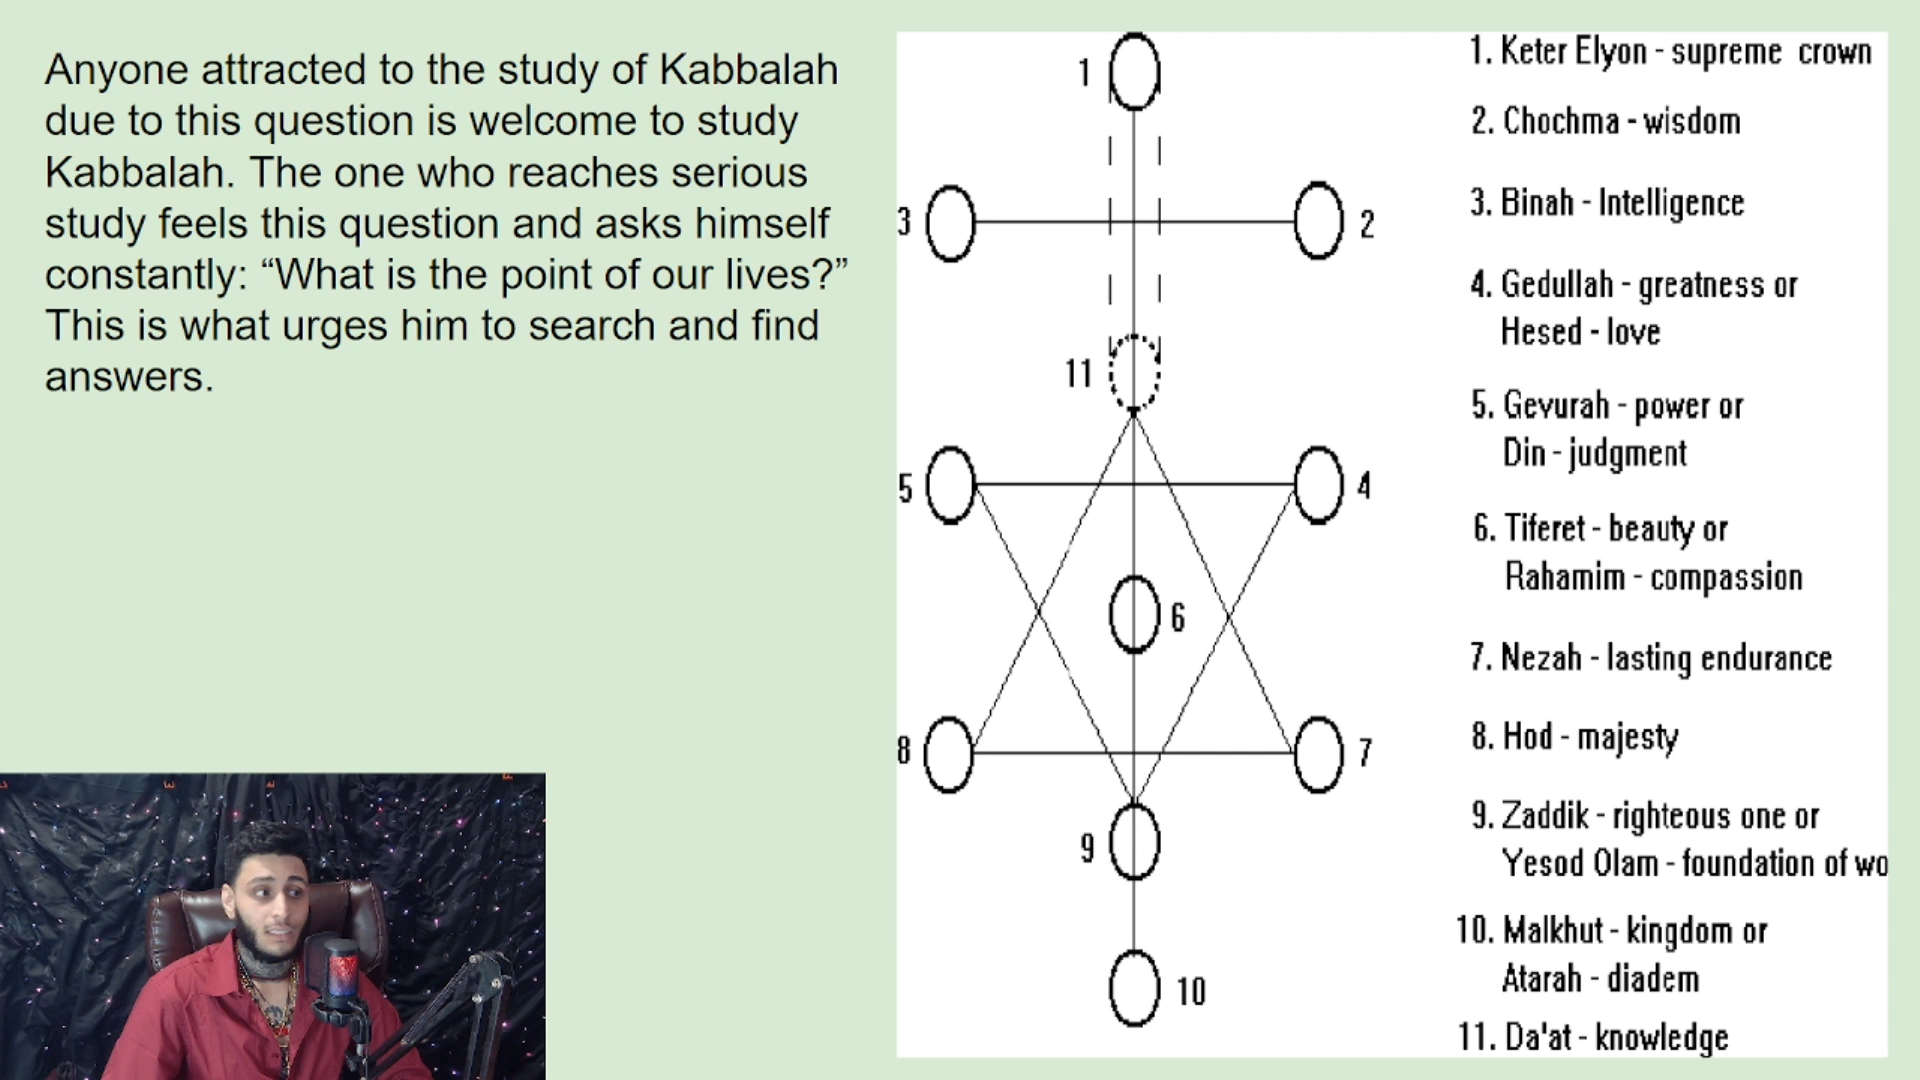 Anyone attracted to the study of Kabbalah
due to this question is welcome to study
Kabbalah. The one who reaches serious
study feels this question and asks himself
constantly: “What is the point of our lives?”
This is what urges him to search and find
answers.
1
3
2
11
5
4
6
8
7
9
10
1. Keter Elyon - supreme crown
2. Chochma - wisdom
3. Binah - Intelligence
4. Gedullah - greatness or
Hesed - love
5. Gevurah - power or
Din - judgment
6. Tiferet - beauty or
Rahamim - compassion
7. Nezah - lasting endurance
8. Hod - majesty
9. Zaddik - righteous one or
Yesod Olam - foundation of wo
10. Malkhut - kingdom or
Atarah - diadem
11. Da'at - knowledge